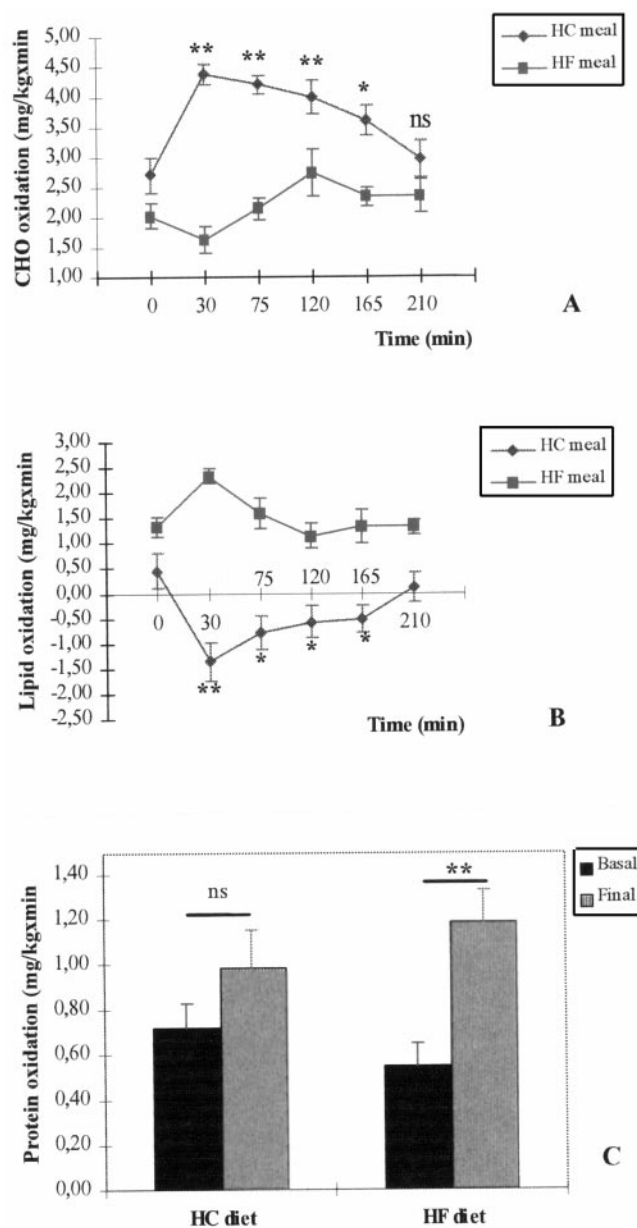 5,00
4,50
4,00
3,50
3,00
2,50
2,00
1,50
1,00
CHO oxidation (mg/kgxmin)
** ** ** * ns
HC meal
HF meal
0 30 75 120 165 210
Time (min)
A
3,00
2,50
2,00
1,50
1,00
0,50
0,00
-0,50
-1,00
-1,50
-2,00
-2,50
Lipid oxidation (mg/kgxmin)
HC meal
HF meal
75 120 165
0 30 210
** * * *
Time (min)
B
1,40
1,20
1,00
0,80
0,60
0,40
0,20
0,00
Protein oxidation (mg/kgxmin)
ns
**
Basal
Final
HC diet HF diet
C